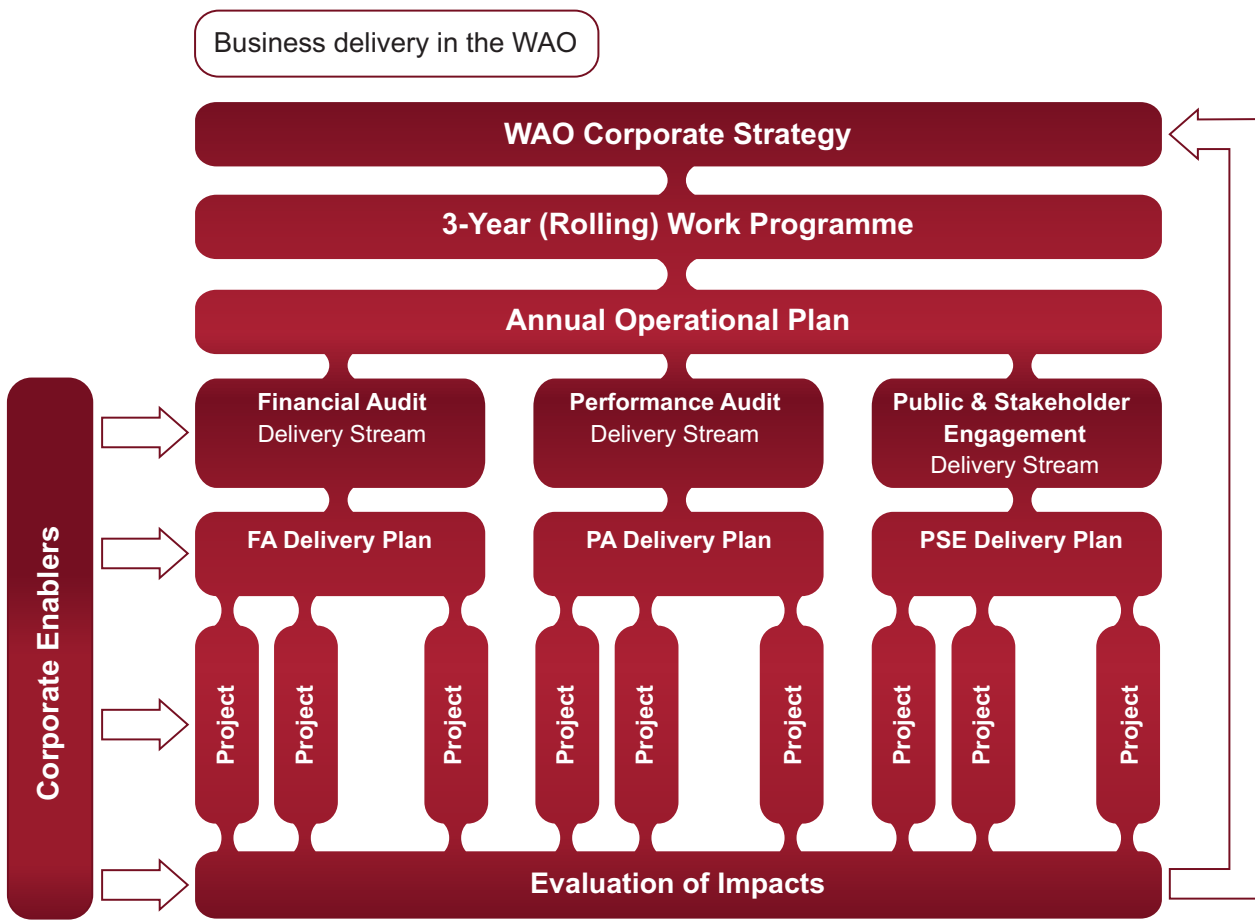 Business delivery in the WAO
WAO Corporate Strategy
3-Year (Rolling) Work Programme
Annual Operational Plan
Corporate Enablers
Financial Audit
Delivery Stream
Performance Audit
Delivery Stream
Public & Stakeholder
Engagement
Delivery Stream
FA Delivery Plan
PA Delivery Plan
PSE Delivery Plan
Project
Project
Project
Project
Project
Project
Project
Project
Project
Evaluation of Impacts